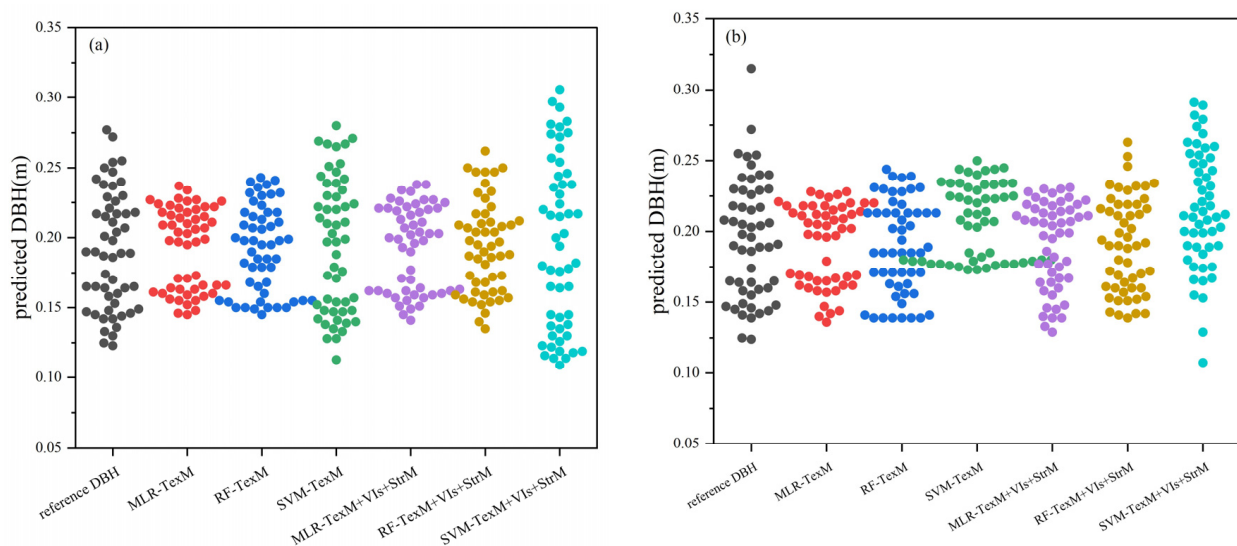 (a)
predicted DBH(m)
0.35
0.30
0.25
0.20
0.15
0.10
0.05
reference DBH
MLR-TexM
RF-TexM
SVM-TexM
MLR-TexM+VIs+StrM
RF-TexM+VIs+StrM
SVM-TexM+VIs+StrM
(b)
predicted DBH(m)
0.35
0.30
0.25
0.20
0.15
0.10
0.05
reference DBH
MLR-TexM
RF-TexM
SVM-TexM
MLR-TexM+VIs+StrM
RF-TexM+VIs+StrM
SVM-TexM+VIs+StrM